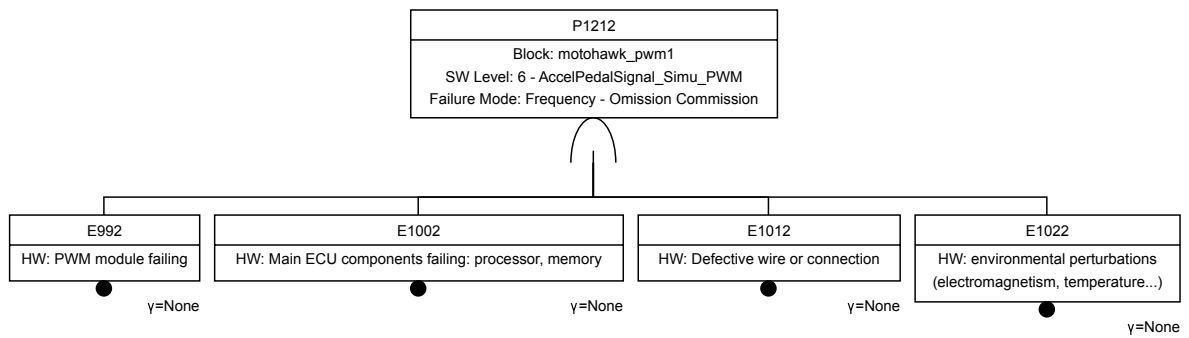 P1212
Block: motohawk_pwm1
SW Level: 6 - AccelPedalSignal_Simu_PWM
Failure Mode: Frequency - Omission Commission
E992
HW: PWM module failing
γ=None
E1002
HW: Main ECU components failing: processor, memory
γ=None
E1012
HW: Defective wire or connection
γ=None
E1022
HW: environmental perturbations
(electromagnetism, temperature...)
γ=None